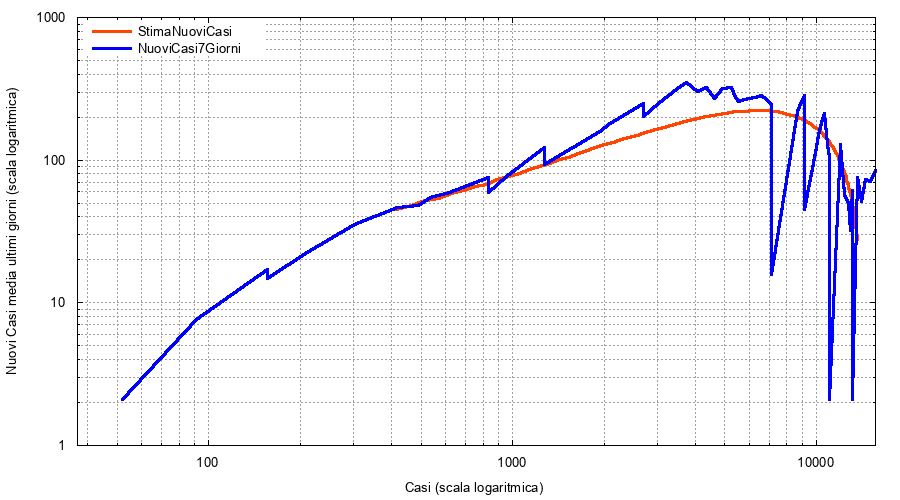 1000
StimaNuoviCasi
NuoviCasi7Giorni
100
10
1
Nuovi Casi media ultimi giorni (scala logaritmica)
100
1000
10000
Casi (scala logaritmica)